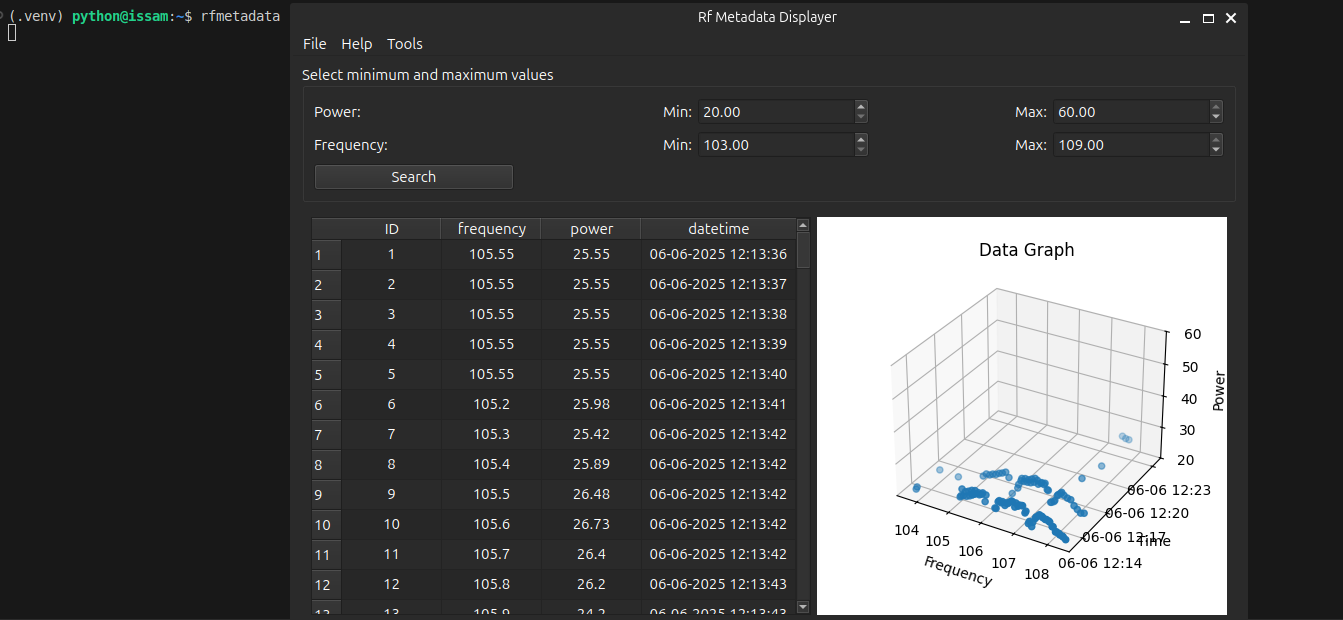 (.venv) python@issam:~$ rfmetadata
Rf Metadata Displayer
File Help Tools
Select minimum and maximum values
Power: Min: 20.00 Max: 60.00
Frequency: Min: 103.00 Max: 109.00
Search
ID frequency power datetime
1 1 105.55 25.55 06-06-2025 12:13:36
2 2 105.55 25.55 06-06-2025 12:13:37
3 3 105.55 25.55 06-06-2025 12:13:38
4 4 105.55 25.55 06-06-2025 12:13:39
5 5 105.55 25.55 06-06-2025 12:13:40
6 6 105.2 25.98 06-06-2025 12:13:41
7 7 105.3 25.42 06-06-2025 12:13:42
8 8 105.4 25.89 06-06-2025 12:13:42
9 9 105.5 26.48 06-06-2025 12:13:42
10 10 105.6 26.73 06-06-2025 12:13:42
11 11 105.7 26.4 06-06-2025 12:13:42
12 12 105.8 26.2 06-06-2025 12:13:43
13 13 105.9 24.2 06-06-2025 12:13:43
Data Graph
60
50
40
30
20
Power
06-06 12:23
06-06 12:20
06-06 12:17
06-06 12:14
Time
104
105
106
107
108
Frequency